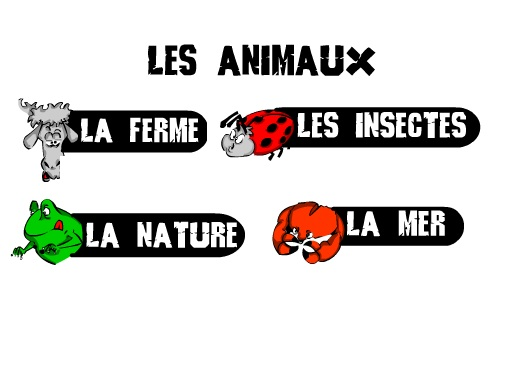 LES ANIMAUX
LA FERME
LES INSECTES
LA NATURE
LA MER